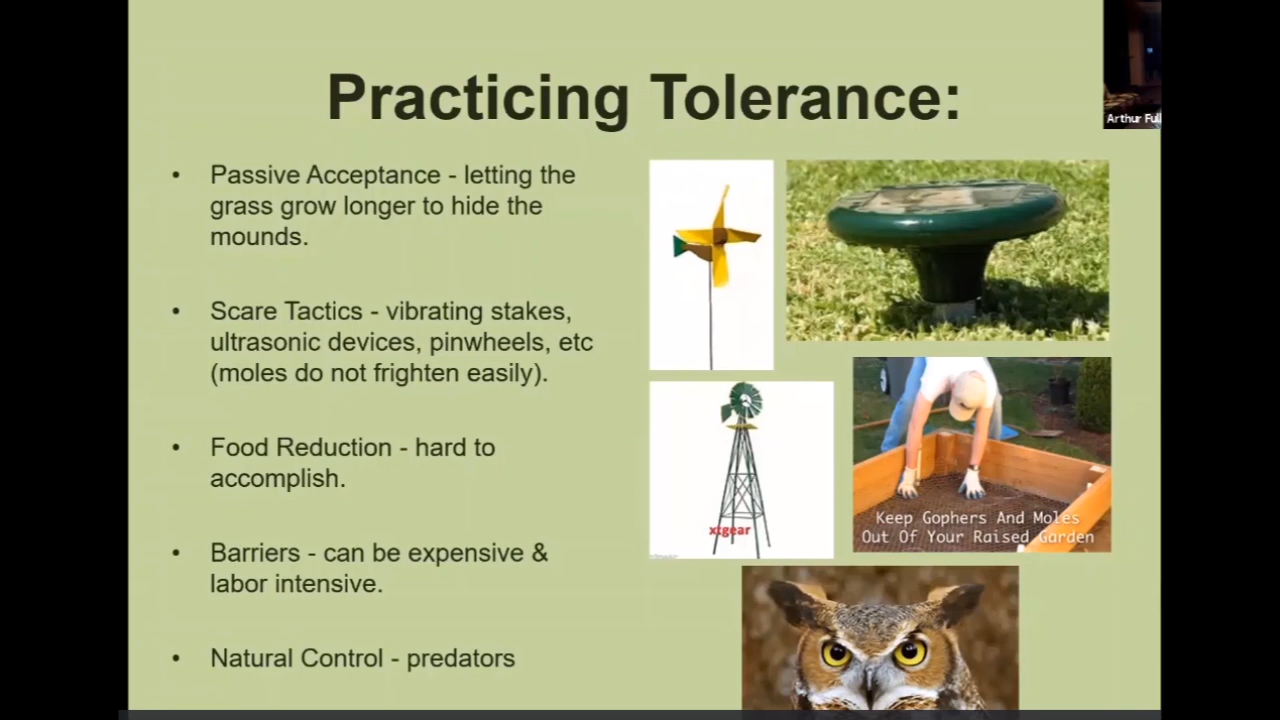 Practicing Tolerance:
Arthur Ful
• Passive Acceptance - letting the
grass grow longer to hide the
mounds.
• Scare Tactics - vibrating stakes,
ultrasonic devices, pinwheels, etc
(moles do not frighten easily).
• Food Reduction - hard to
accomplish.
• Barriers - can be expensive &
labor intensive.
• Natural Control - predators
xtgear
Keep Gophers And Moles
Out Of Your Raised Garden